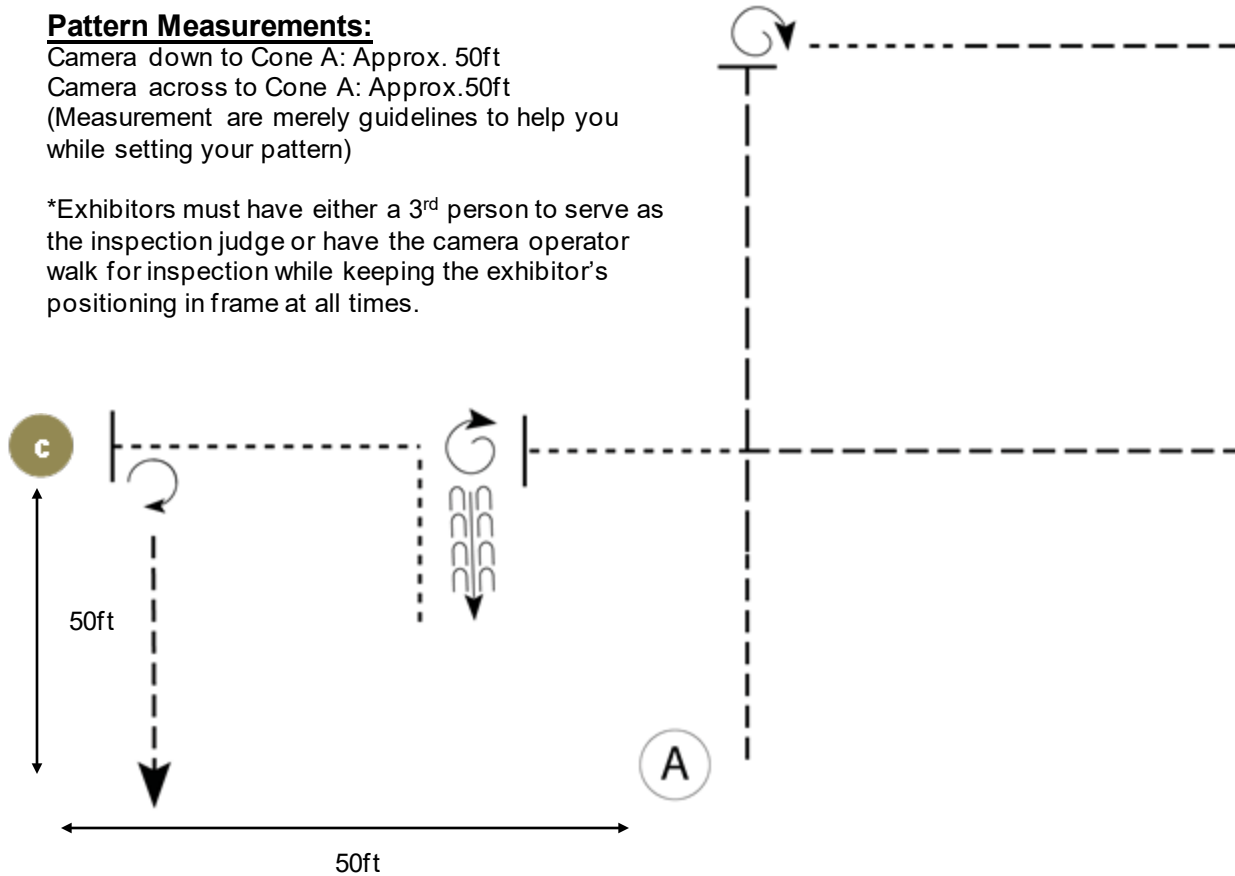 Pattern Measurements:
Camera down to Cone A: Approx. 50ft
Camera across to Cone A: Approx.50ft
(Measurement are merely guidelines to help you
while setting your pattern)
*Exhibitors must have either a 3rd person to serve as
the inspection judge or have the camera operator
walk for inspection while keeping the exhibitor's
positioning in frame at all times.
c
50ft
A
50ft